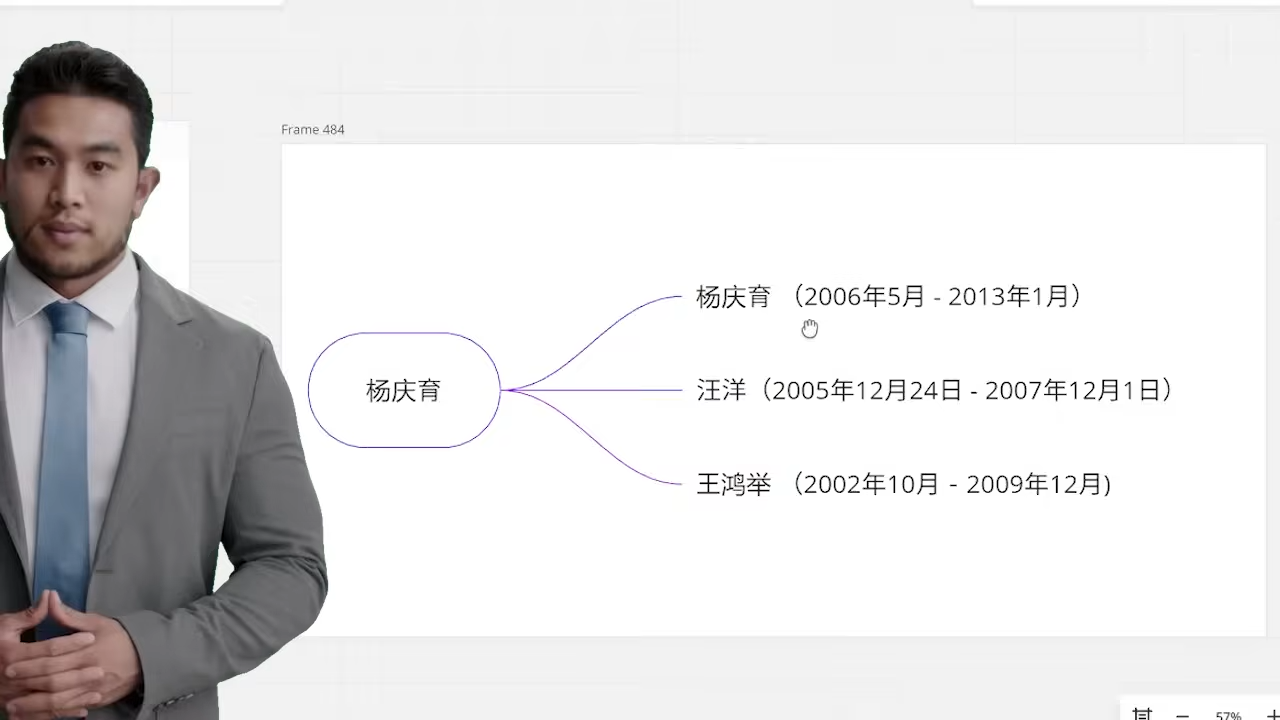 Frame 484
杨庆育 （2006年5月 - 2013年1月）
杨庆育
汪洋（2005年12月24日 - 2007年12月1日）
王鸿举 （2002年10月 - 2009年12月)
57%